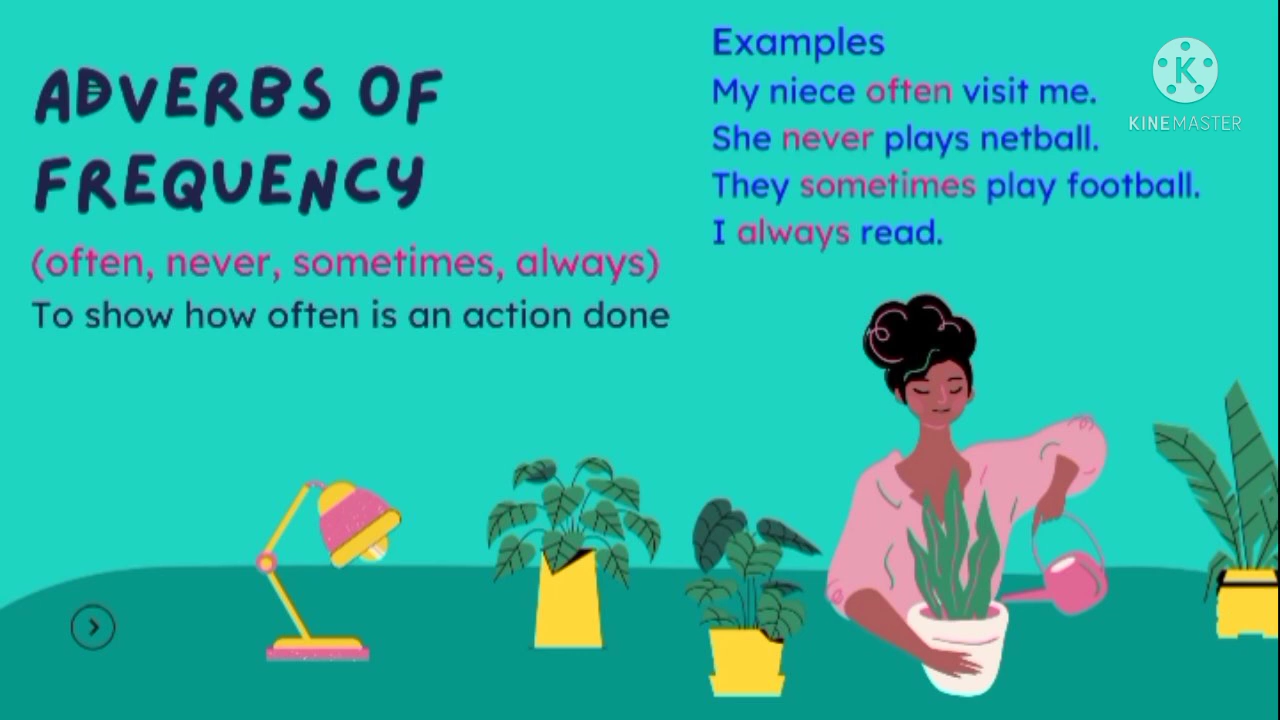 ADVERBS OF
FREQUENCY
(often, never, sometimes, always)
To show how often is an action done
Examples
My niece often visit me.
She never plays netball.
They sometimes play football.
I always read.
K
KINEMASTER